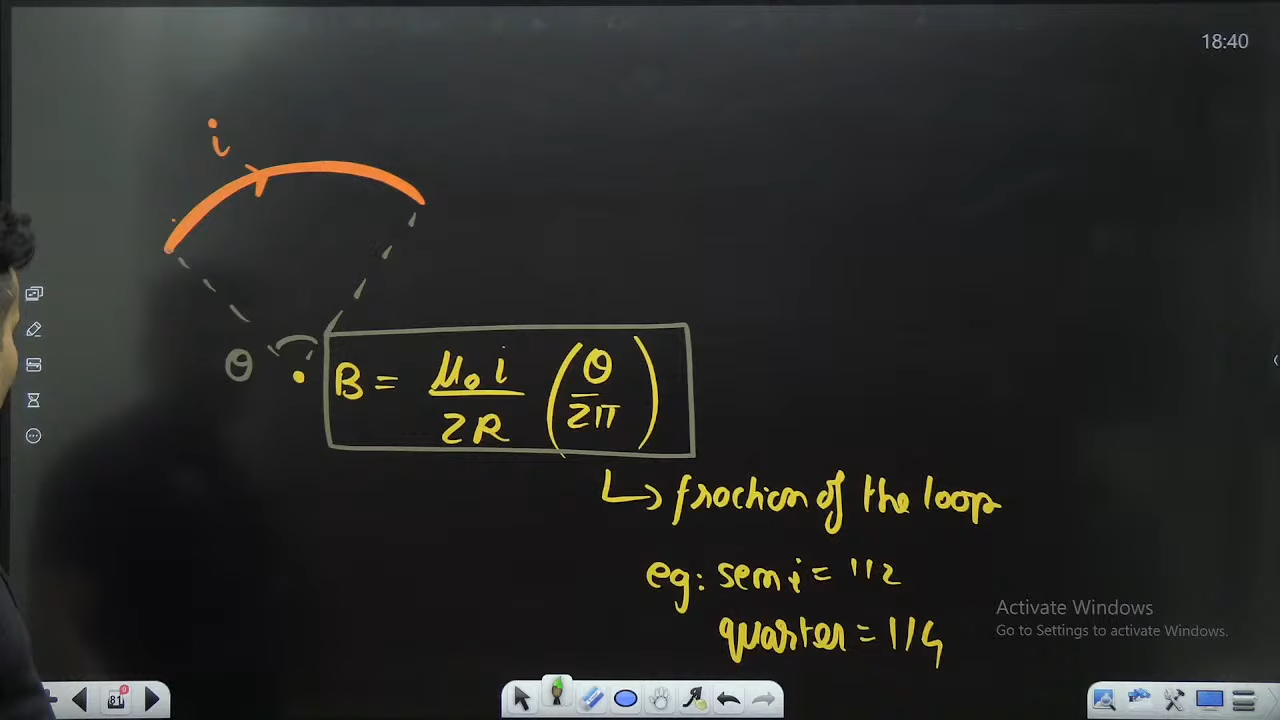 18:40
i
θ
B = μ₀ i / 2R (θ / 2π)
↳ fraction of the loop
eg: semi = 1/2
quarter = 1/4
Activate Windows
Go to Settings to activate Windows.
81